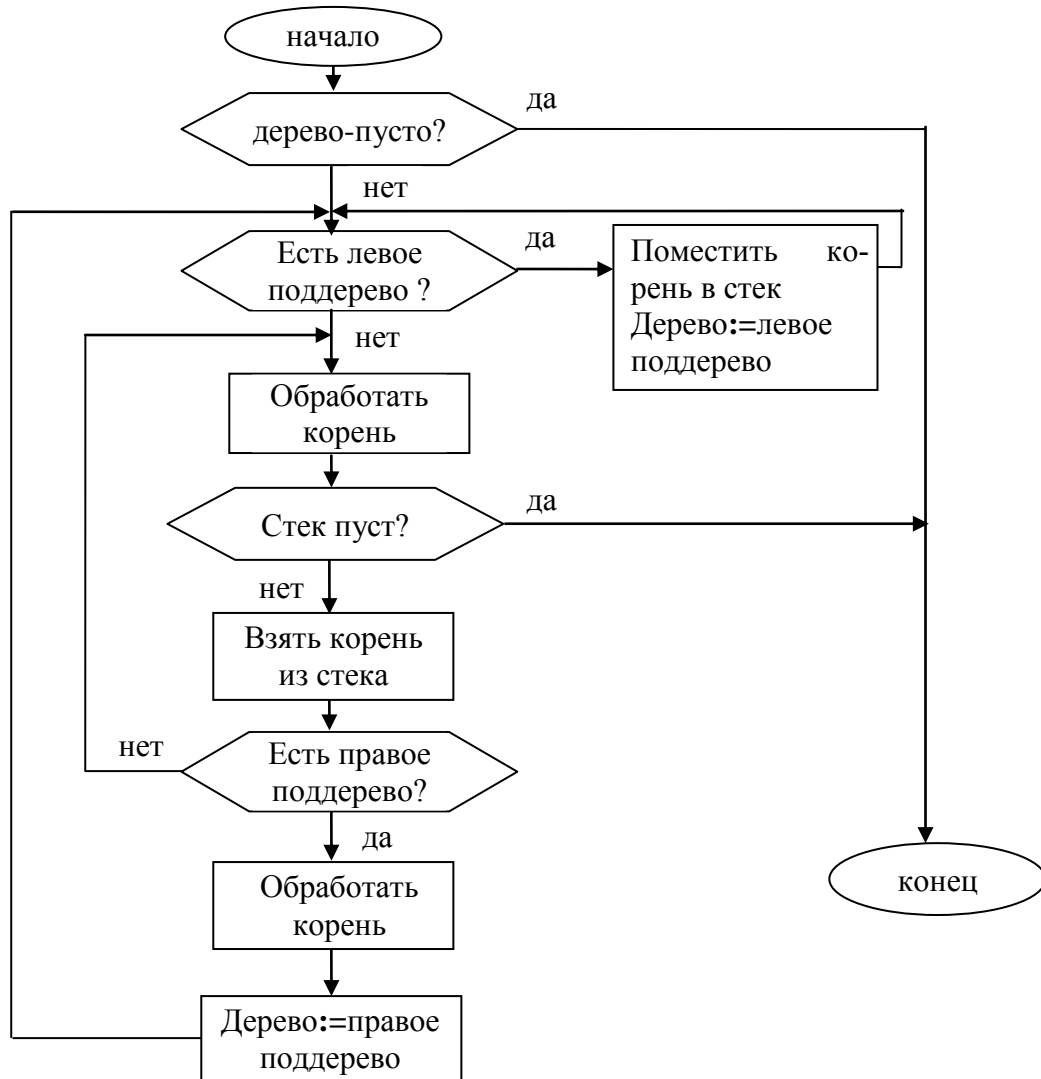 начало
да
дерево-пусто?
нет
Есть левое
поддерево ?
да
Поместить ко-
рень в стек
Дерево:=левое
поддерево
нет
Обработать
корень
Стек пуст?
да
нет
Взять корень
из стека
нет
Есть правое
поддерево?
да
Обработать
корень
конец
Дерево:=правое
поддерево